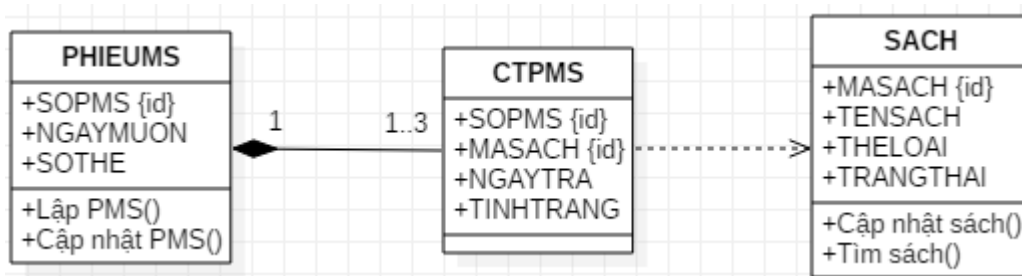 PHIEUMS
+SOPMS {id}
+NGAYMUON
+SOTHE
+Lập PMS()
+Cập nhật PMS()
1
1..3
CTPMS
+SOPMS {id}
+MASACH {id}
+NGAYTRA
+TINHTRANG
SACH
+MASACH {id}
+TENSACH
+THELOAI
+TRANGTHAI
+Cập nhật sách()
+Tìm sách()